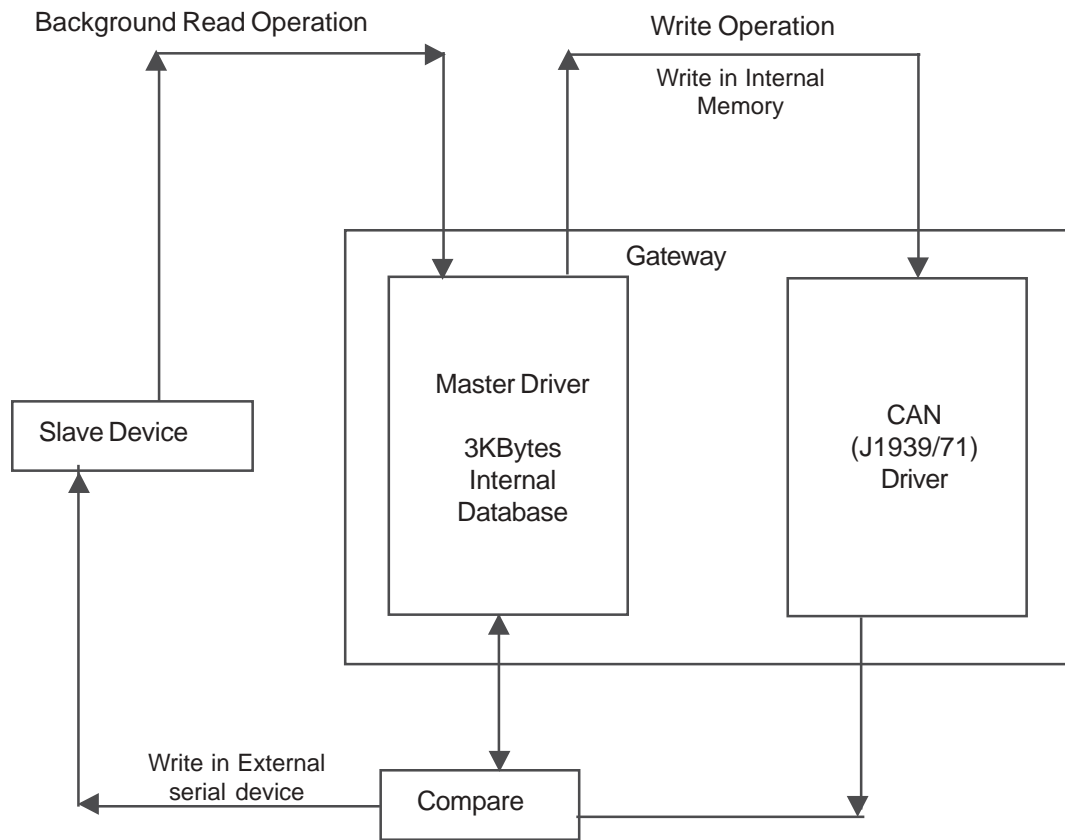 Background Read Operation
Write Operation
Write in Internal
Memory
Gateway
Master Driver
3KBytes
Internal
Database
CAN
(J1939/71)
Driver
Slave Device
Write in External
serial device
Compare